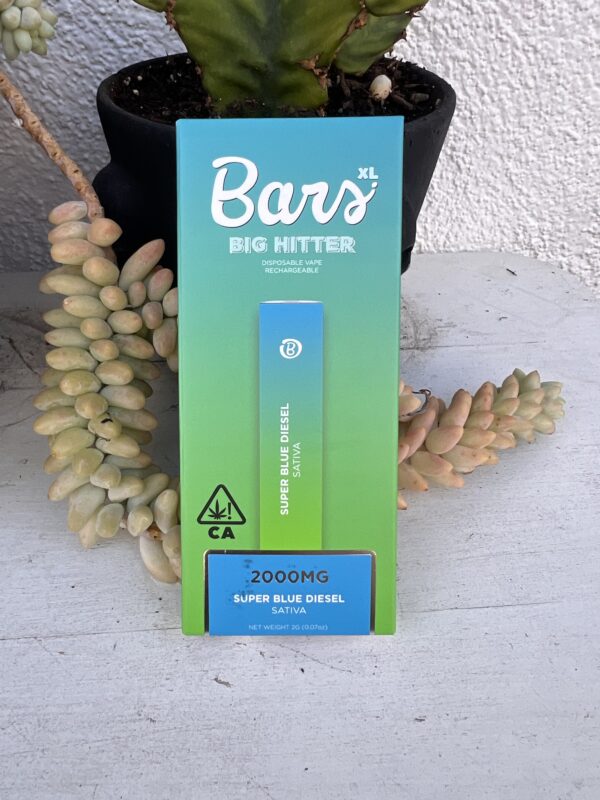 Bars XL
BIG HITTER
DISPOSABLE VAPE
RECHARGEABLE
B
SUPER BLUE DIESEL
SATIVA
!
CA
2000MG
SUPER BLUE DIESEL
SATIVA
NET WEIGHT 2G (0.07oz)